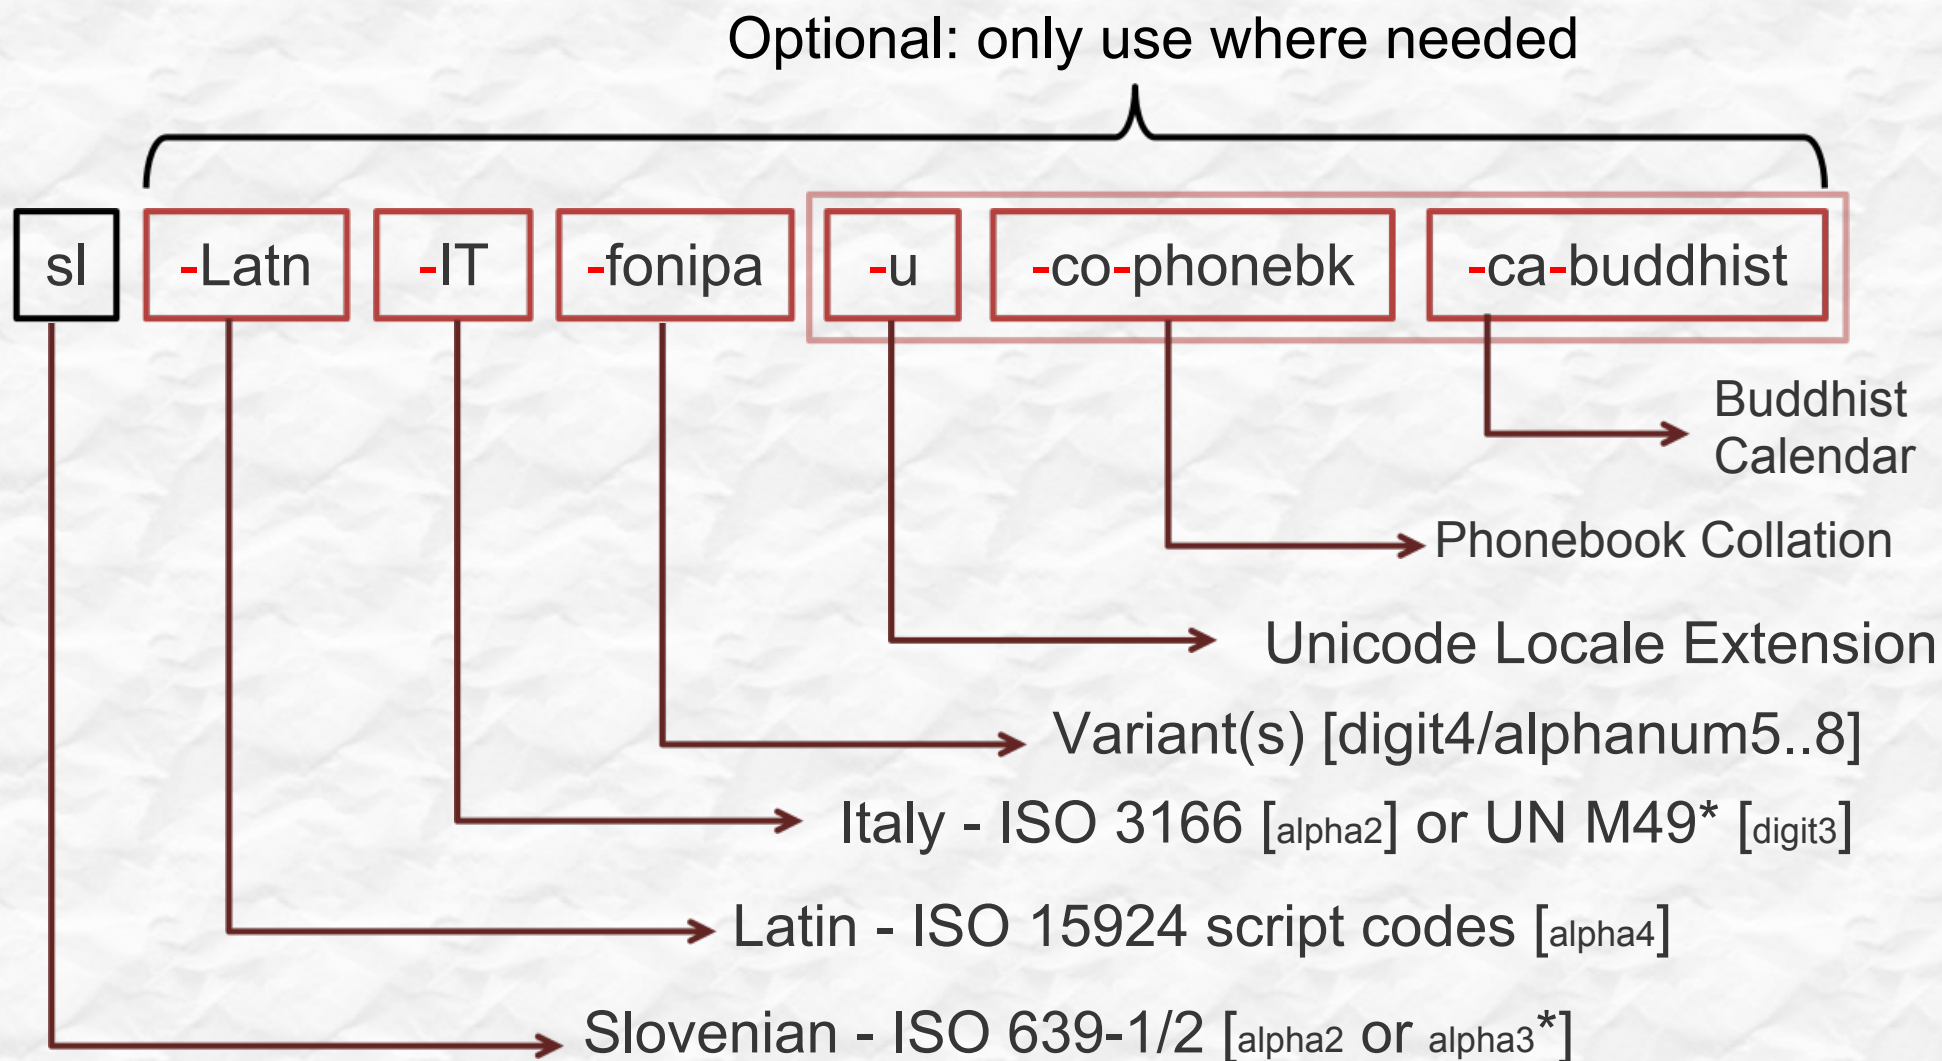 Optional: only use where needed
sl -Latn -IT -fonipa -u -co-phonebk -ca-buddhist
Buddhist
Calendar
Phonebook Collation
Unicode Locale Extension
Variant(s) [digit4/alphanum5..8]
Italy - ISO 3166 [alpha2] or UN M49* [digit3]
Latin - ISO 15924 script codes [alpha4]
Slovenian - ISO 639-1/2 [alpha2 or alpha3*]